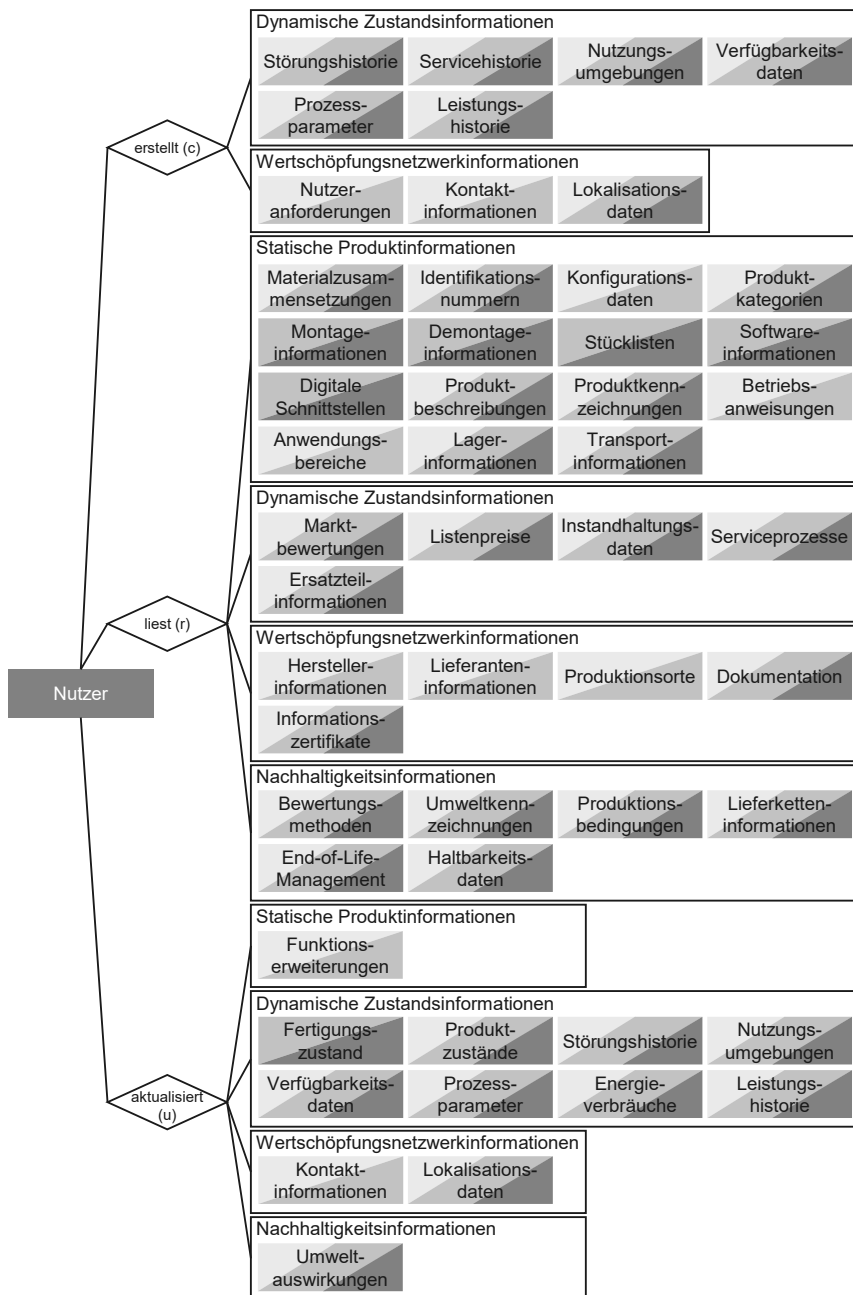 Dynamische Zustandsinformationen
Störungshistorie
Servicehistorie
Nutzungs-
umgebungen
Verfügbarkeits-
daten
Prozess-
parameter
Leistungs-
historie
erstellt (c)
Wertschöpfungsnetzwerkinformationen
Nutzer-
anforderungen
Kontakt-
informationen
Lokalisations-
daten
Statische Produktinformationen
Materialzusam-
mensetzungen
Identifikations-
nummern
Konfigurations-
daten
Produkt-
kategorien
Montage-
informationen
Demontage-
informationen
Stücklisten
Software-
informationen
Digitale
Schnittstellen
Produkt-
beschreibungen
Produktkenn-
zeichnungen
Betriebs-
anweisungen
Anwendungs-
bereiche
Lager-
informationen
Transport-
informationen
Dynamische Zustandsinformationen
Markt-
bewertungen
Listenpreise
Instandhaltungs-
daten
Serviceprozesse
Ersatzteil-
informationen
liest (r)
Wertschöpfungsnetzwerkinformationen
Hersteller-
informationen
Lieferanten-
informationen
Produktionsorte
Dokumentation
Informations-
zertifikate
Nutzer
Nachhaltigkeitsinformationen
Bewertungs-
methoden
Umweltkenn-
zeichnungen
Produktions-
bedingungen
Lieferketten-
informationen
End-of-Life-
Management
Haltbarkeits-
daten
Statische Produktinformationen
Funktions-
erweiterungen
Dynamische Zustandsinformationen
Fertigungs-
zustand
Produkt-
zustände
Störungshistorie
Nutzungs-
umgebungen
Verfügbarkeits-
daten
Prozess-
parameter
Energie-
verbräuche
Leistungs-
historie
aktualisiert
(u)
Wertschöpfungsnetzwerkinformationen
Kontakt-
informationen
Lokalisations-
daten
Nachhaltigkeitsinformationen
Umwelt-
auswirkungen